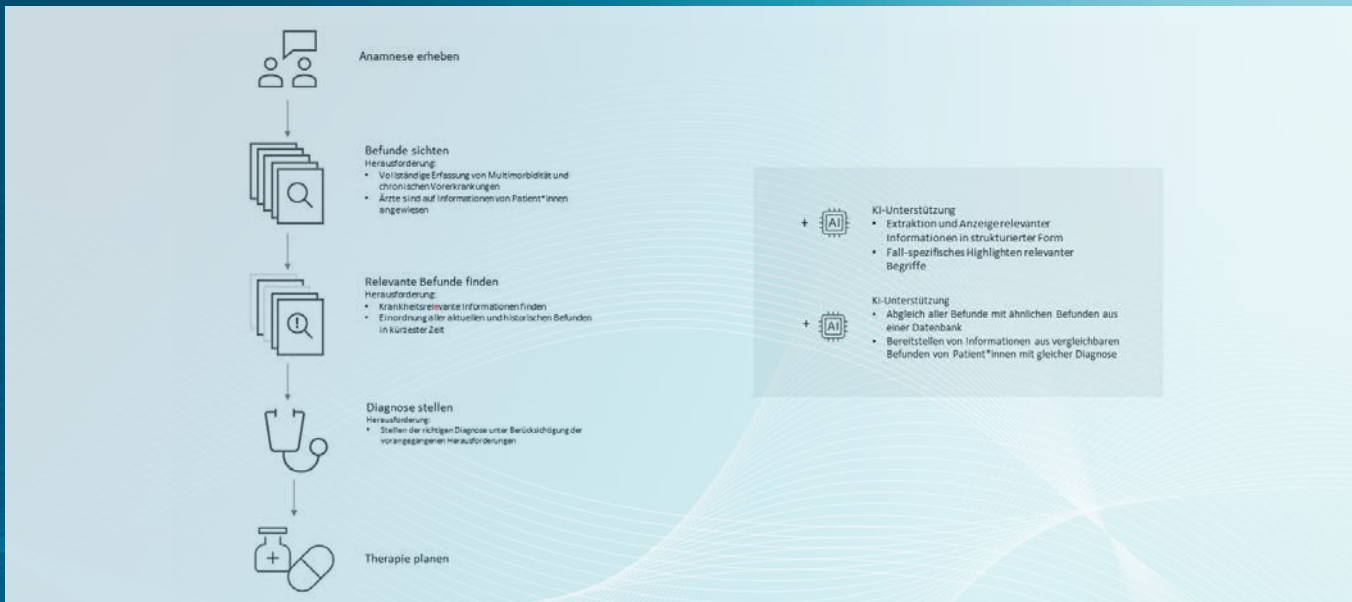 Anamnese erheben
Befunde sichten
Herausforderung:
• Vollständige Erfassung von Multimorbidität und
chronischen Vorerkrankungen
• Ärzte sind auf Informationen von Patient*innen
angewiesen
Relevante Befunde finden
Herausforderung:
• Krankheitsrelevante Informationen finden
• Einordnung aller aktuellen und historischen Befunden
in kürzester Zeit
Diagnose stellen
Herausforderung:
• Stellen der richtigen Diagnose unter Berücksichtigung der
vorangegangenen Herausforderungen
Therapie planen
+ AI
KI-Unterstützung
• Extraktion und Anzeige relevanter
Informationen in strukturierter Form
• Fall-spezifisches Highlighten relevanter
Begriffe
+ AI
KI-Unterstützung
• Abgleich aller Befunde mit ähnlichen Befunden aus
einer Datenbank
• Bereitstellen von Informationen aus vergleichbaren
Befunden von Patient*innen mit gleicher Diagnose